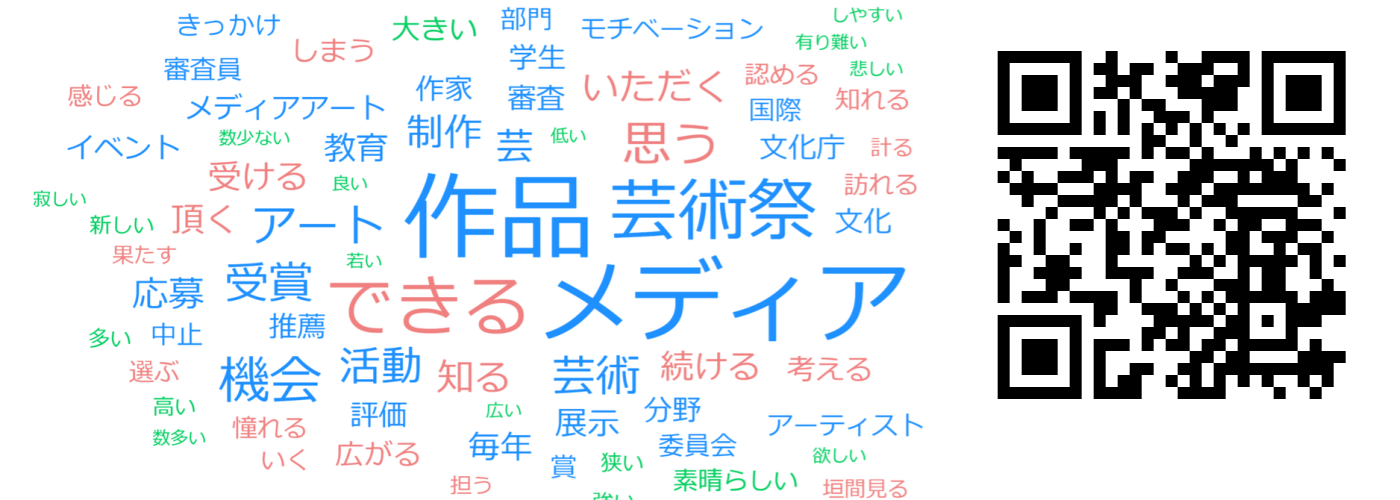 きっかけ
大きい
部門
モチベーション
しやすい
しまう
学生
有り難い
審査員
作家
いただく
認める
悲しい
感じる
メディアアート
審査
国際
知れる
イベント
数少ない
教育
制作
芸
低い
思う
文化庁
計る
受ける
良い
作品
芸術祭
訪れる
寂しい
新しい
頂く
アート
文化
果たす
若い
応募
受賞
できる
メディア
多い
中止
推薦
選ぶ
機会
活動
知る
芸術
続ける
考える
高い
憧れる
評価
広い
展示
分野
アーティスト
数多い
いく
広がる
毎年
委員会
賞
狭い
欲しい
担う
素晴らしい
垣間見る
強い